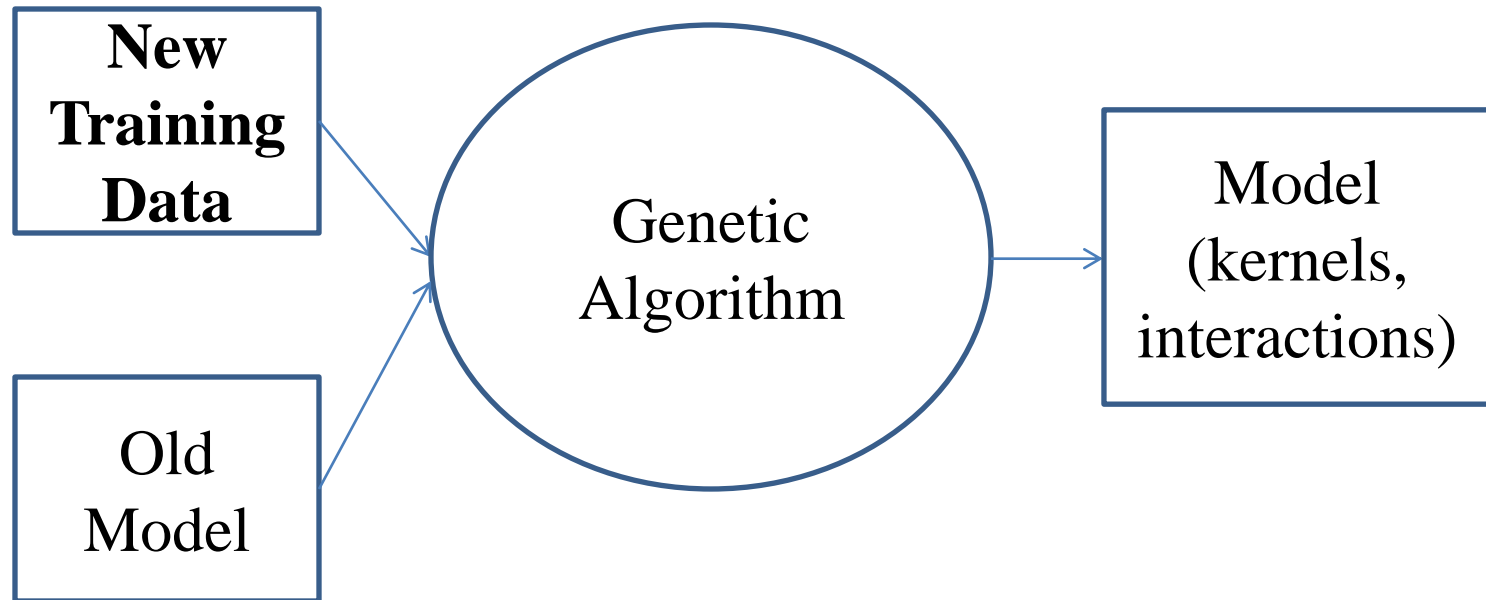 New
Training
Data
Genetic
Algorithm
Model
(kernels,
interactions)
Old
Model